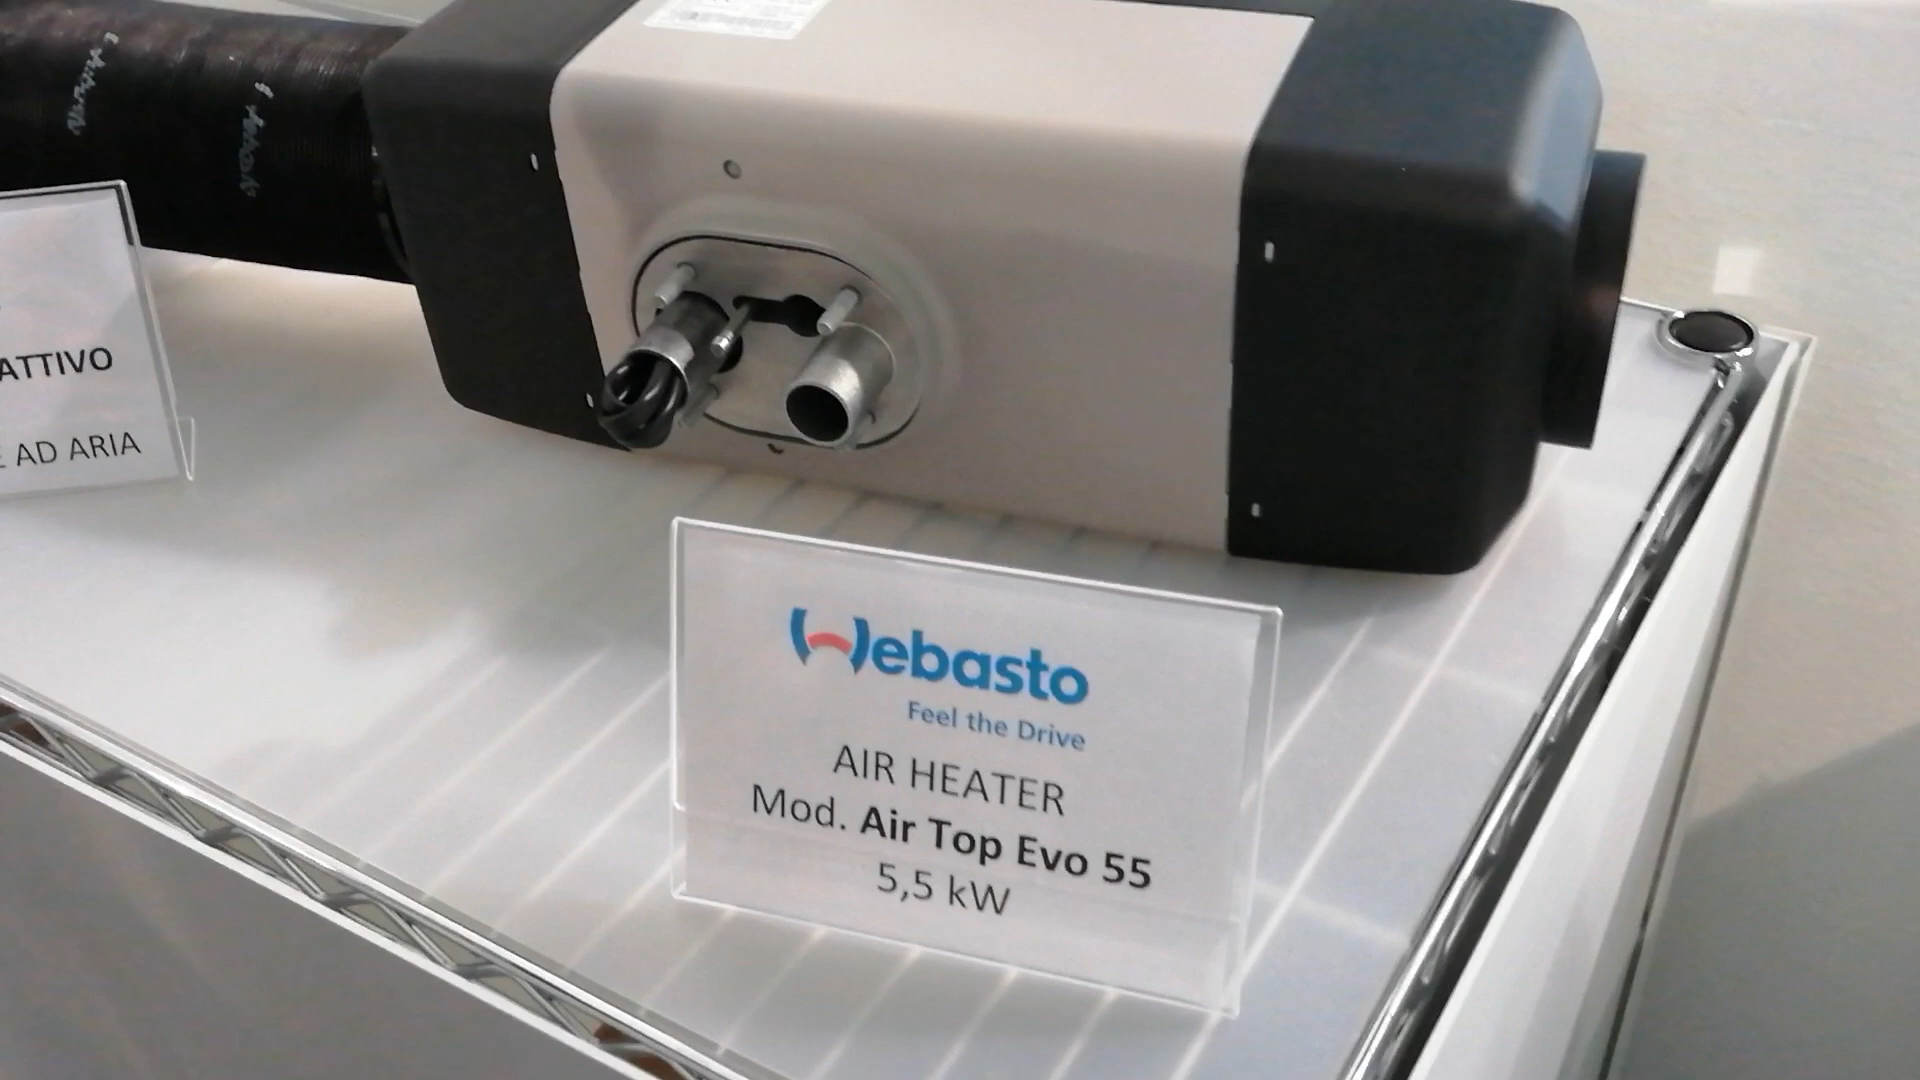 ATTIVO
E AD ARIA
Webasto
Feel the Drive
AIR HEATER
Mod. Air Top Evo 55
5,5 kW